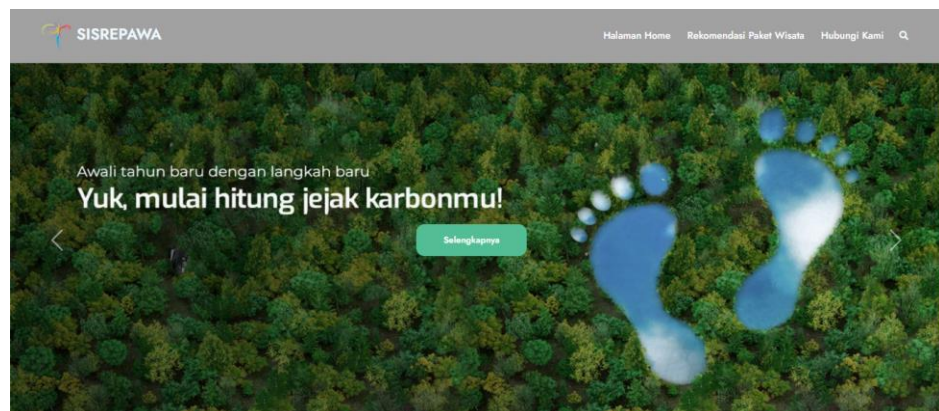 SISREPAWA
Halaman Home Rekomendasi Paket Wisata Hubungi Kami
Awali tahun baru dengan langkah baru
Yuk, mulai hitung jejak karbonmu!
Selengkapnya